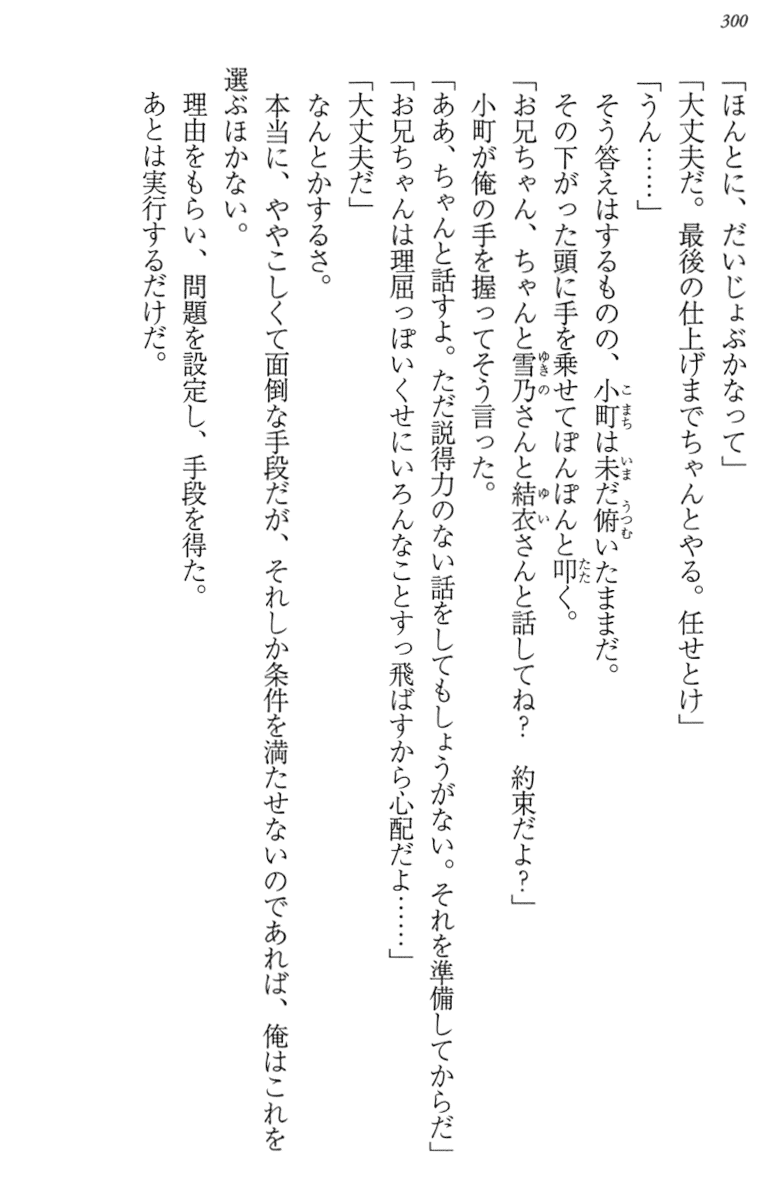 300
「ほんとに、だいじょぶかなって」
「大丈夫だ。最後の仕上げまでちゃんとやる。任せとけ」
「うん……」
そう答えはするものの、小町は未だ俯いたままだ。
その下がった頭に手を乗せてぽんぽんと叩く。
「お兄ちゃん、ちゃんと雪乃さんと結衣さんと話してね？　約束だよ？」
小町が俺の手を握ってそう言った。
「ああ、ちゃんと話すよ。ただ説得力のない話をしてもしょうがない。それを準備してからだ」
「お兄ちゃんは理屈っぽいくせにいろんなことすっ飛ばすから心配だよ……」
「大丈夫だ」
なんとかするさ。
本当に、ややこしくて面倒な手段だが、それしか条件を満たせないのであれば、俺はこれを
選ぶほかない。
理由をもらい、問題を設定し、手段を得た。
あとは実行するだけだ。